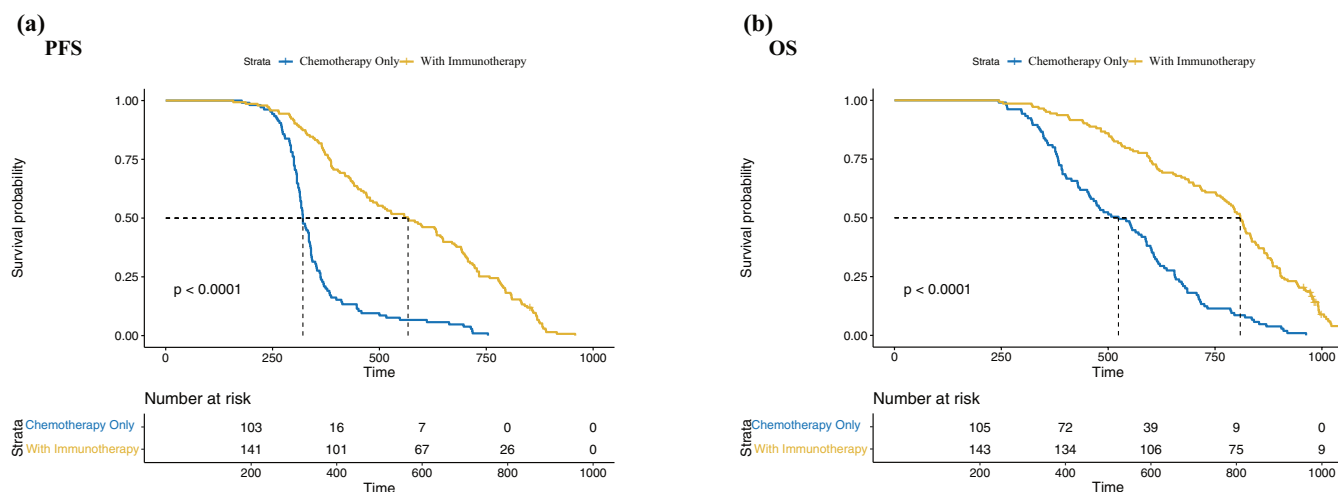 (a)
PFS
Strata Chemotherapy Only With Immunotherapy
1.00
0.75
0.50
0.25
0.00
Survival probability
p < 0.0001
0 250 500 750 1000
Time
Number at risk
Strata
Chemotherapy Only 103 16 7 0 0
With Immunotherapy 141 101 67 26 0
200 400 600 800 1000
Time
(b)
OS
Strata Chemotherapy Only With Immunotherapy
1.00
0.75
0.50
0.25
0.00
Survival probability
p < 0.0001
0 250 500 750 1000
Time
Number at risk
Strata
Chemotherapy Only 105 72 39 9 0
With Immunotherapy 143 134 106 75 9
200 400 600 800 1000
Time